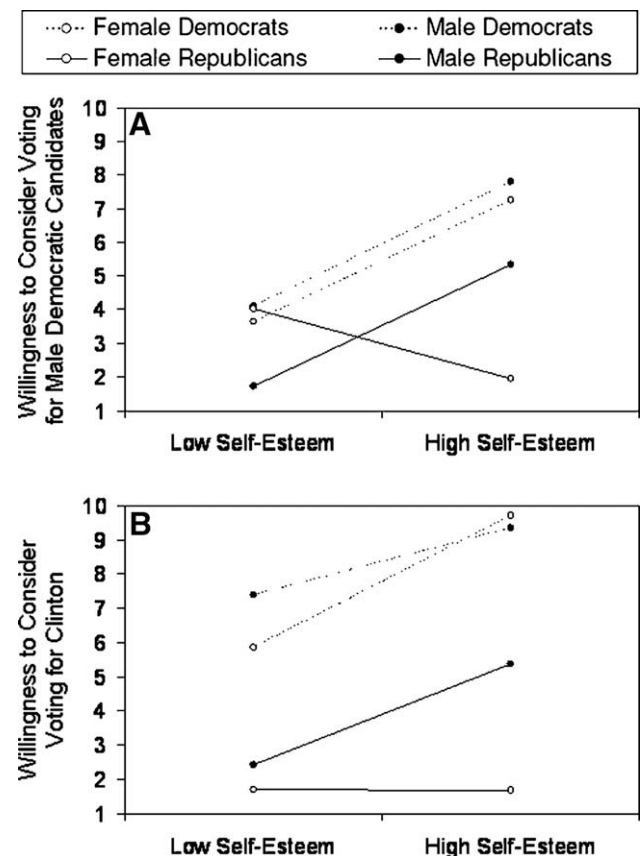 Female Democrats Male Democrats
Female Republicans Male Republicans
A
Willingness to Consider Voting
for Male Democratic Candidates
10
9
8
7
6
5
4
3
2
1
Low Self-Esteem High Self-Esteem
B
Willingness to Consider
Voting for Clinton
10
9
8
7
6
5
4
3
2
1
Low Self-Esteem High Self-Esteem